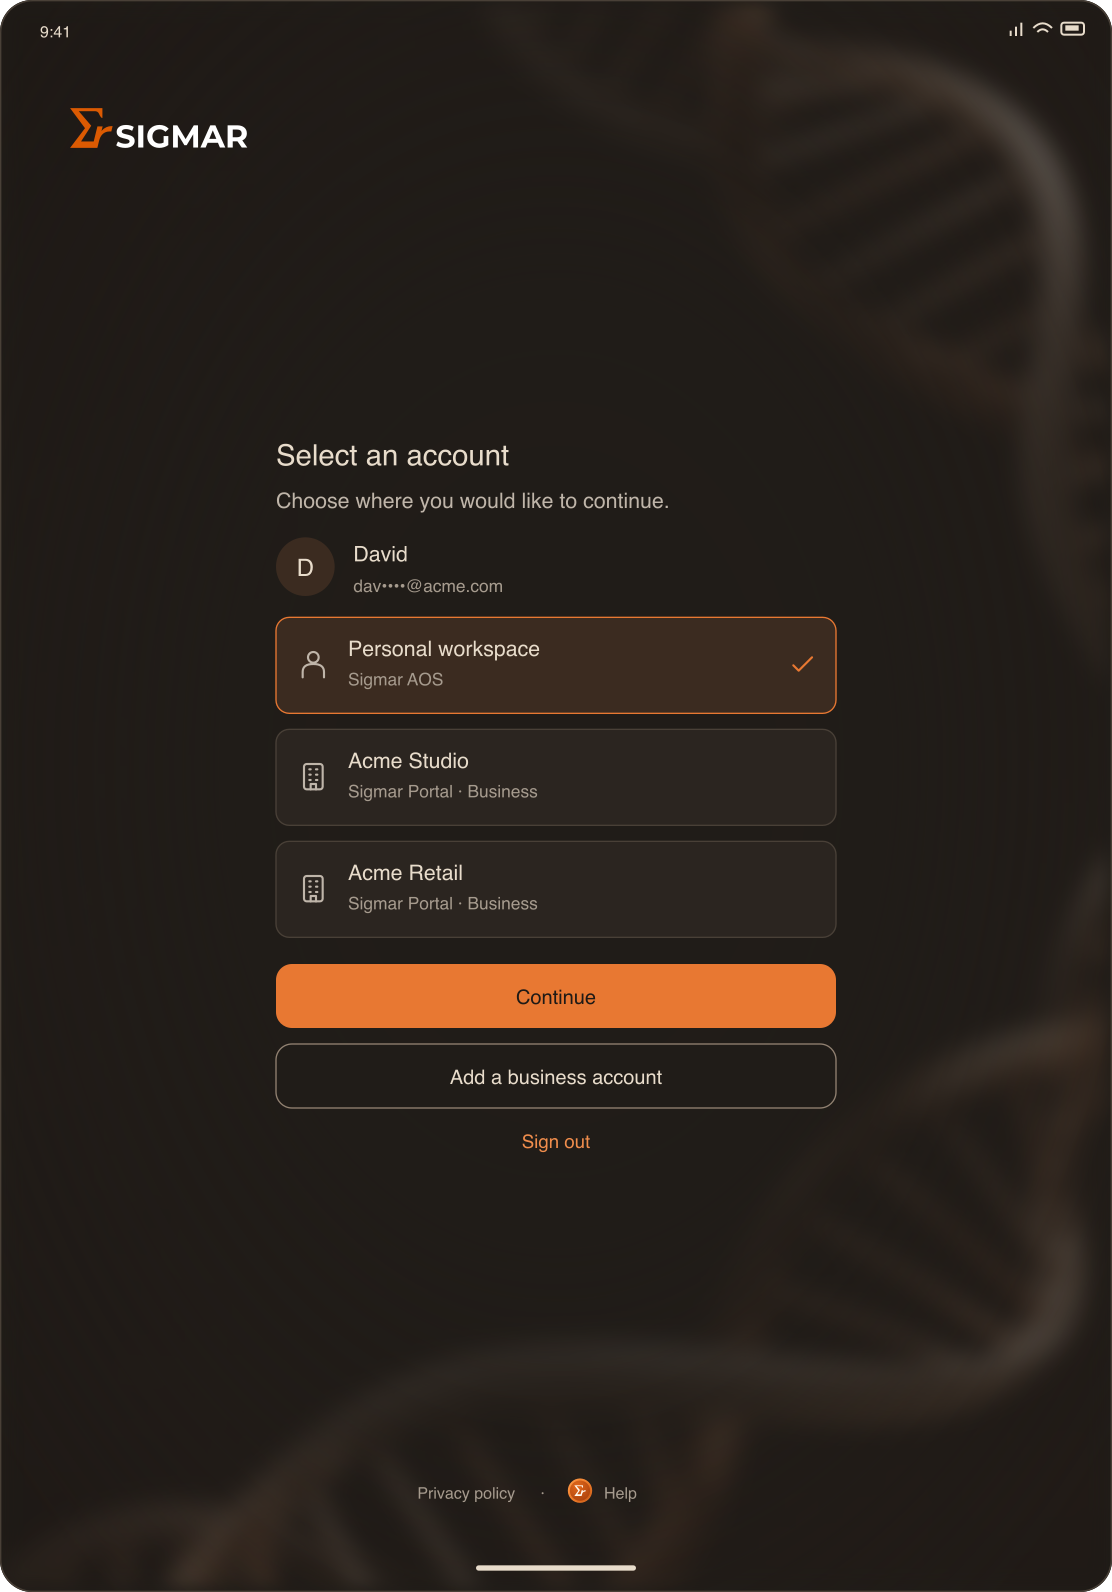 9:41
SIGMAR
Select an account
Choose where you would like to continue.
D
David
dav••••@acme.com
Personal workspace
Sigmar AOS
Acme Studio
Sigmar Portal · Business
Acme Retail
Sigmar Portal · Business
Continue
Add a business account
Sign out
Privacy policy · Help